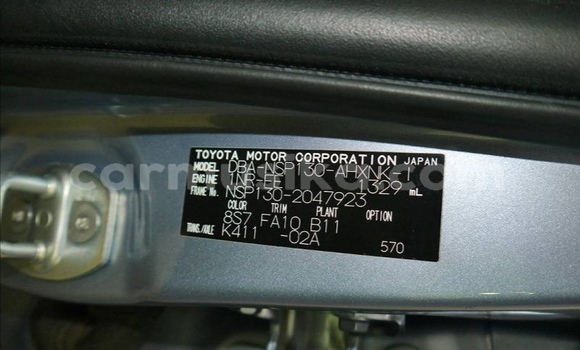 TOYOTA MOTOR CORPORATION JAPAN
MODEL DBA-NSP130-AHXNK
ENGINE 1NR-FE 1329 mL
FRAME No. NSP130-2047923
COLOR TRIM PLANT OPTION
8S7 FA10 B11
TRANS./AXLE K411 -02A 570